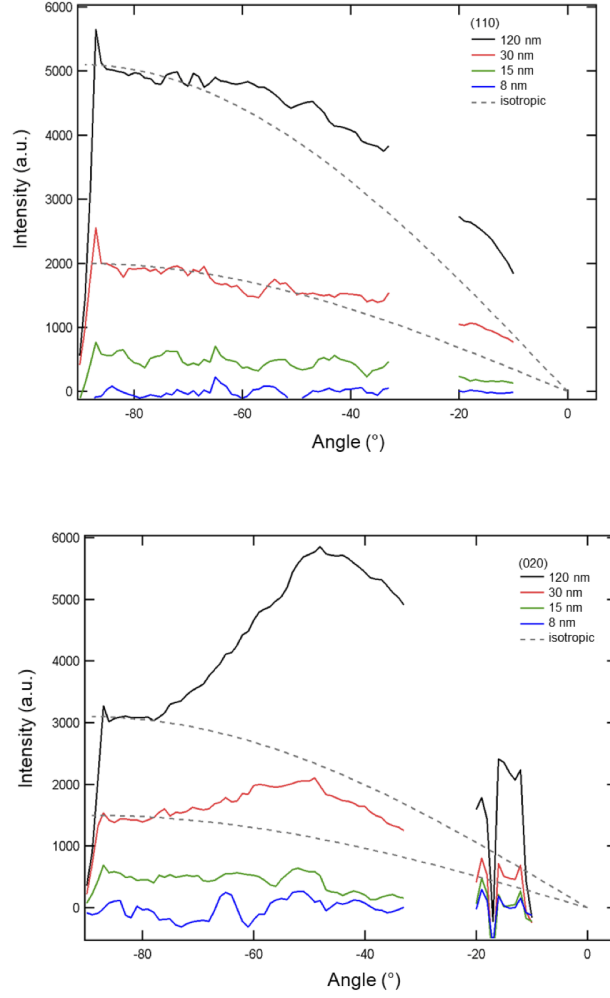 6000
5000
4000
3000
2000
1000
0
Intensity (a.u.)
(110)
120 nm
30 nm
15 nm
8 nm
isotropic
-80
-60
-40
-20
0
Angle (°)
6000
5000
4000
3000
2000
1000
0
Intensity (a.u.)
(020)
120 nm
30 nm
15 nm
8 nm
isotropic
-80
-60
-40
-20
0
Angle (°)